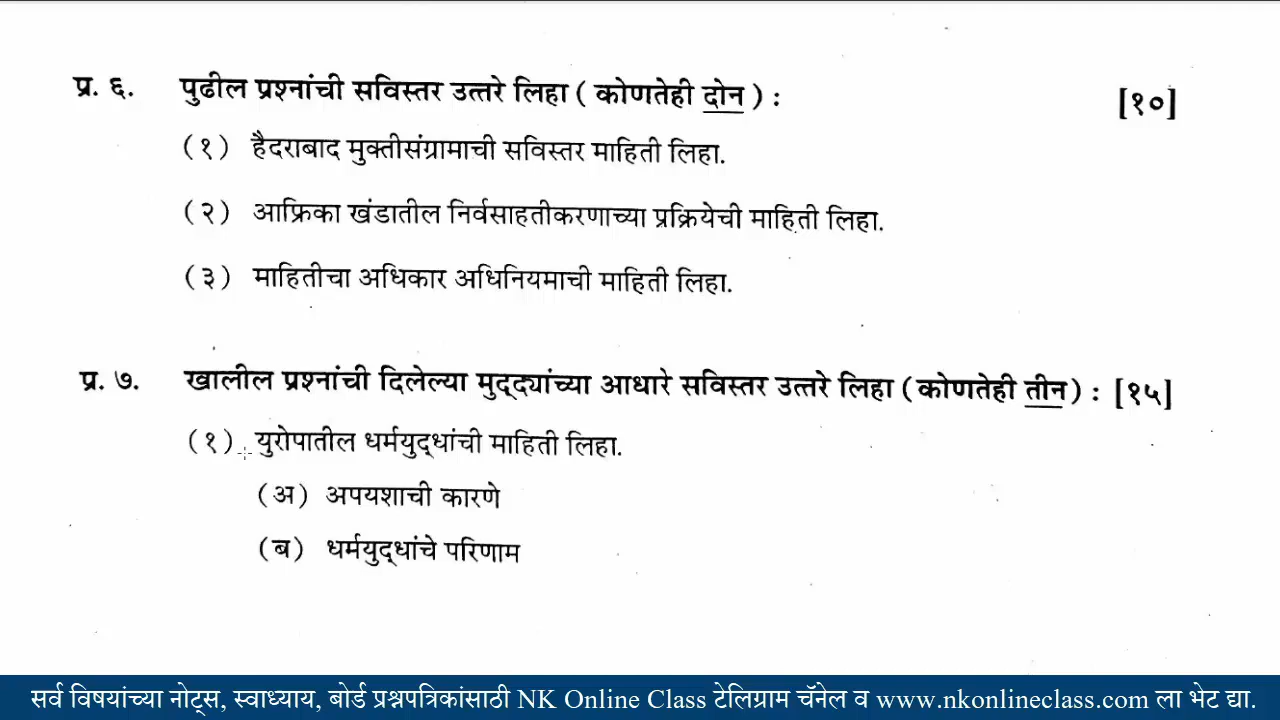 प्र. ६. पुढील प्रश्नांची सविस्तर उत्तरे लिहा ( कोणतेही दोन ) : [१०]
(१) हैदराबाद मुक्तीसंग्रामाची सविस्तर माहिती लिहा.
(२) आफ्रिका खंडातील निर्वसाहतीकरणाच्या प्रक्रियेची माहिती लिहा.
(३) माहितीचा अधिकार अधिनियमाची माहिती लिहा.
प्र. ७. खालील प्रश्नांची दिलेल्या मुद्द्यांच्या आधारे सविस्तर उत्तरे लिहा ( कोणतेही तीन ) : [१५]
(१) युरोपातील धर्मयुद्धांची माहिती लिहा.
(अ) अपयशाची कारणे
(ब) धर्मयुद्धांचे परिणाम
सर्व विषयांच्या नोट्स, स्वाध्याय, बोर्ड प्रश्नपत्रिकांसाठी NK Online Class टेलिग्राम चॅनेल व www.nkonlineclass.com ला भेट द्या.